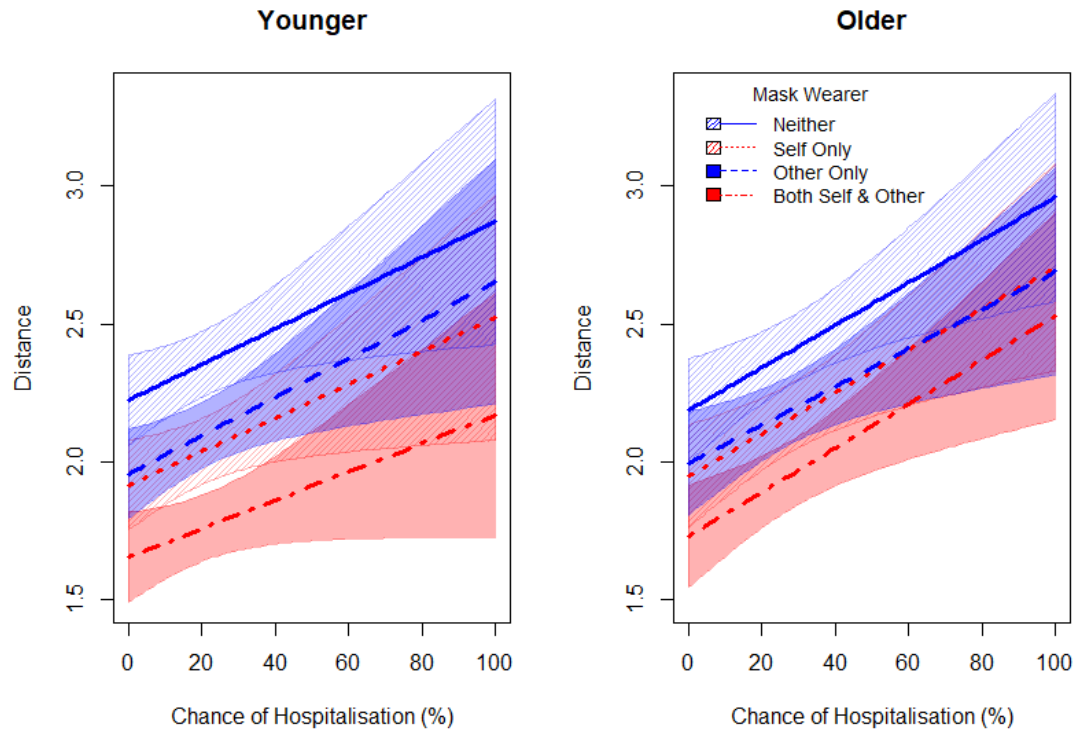 Younger
Older
Distance
3.0
2.5
2.0
1.5
0 20 40 60 80 100
Chance of Hospitalisation (%)
Distance
3.0
2.5
2.0
1.5
Mask Wearer
Neither
Self Only
Other Only
Both Self & Other
0 20 40 60 80 100
Chance of Hospitalisation (%)